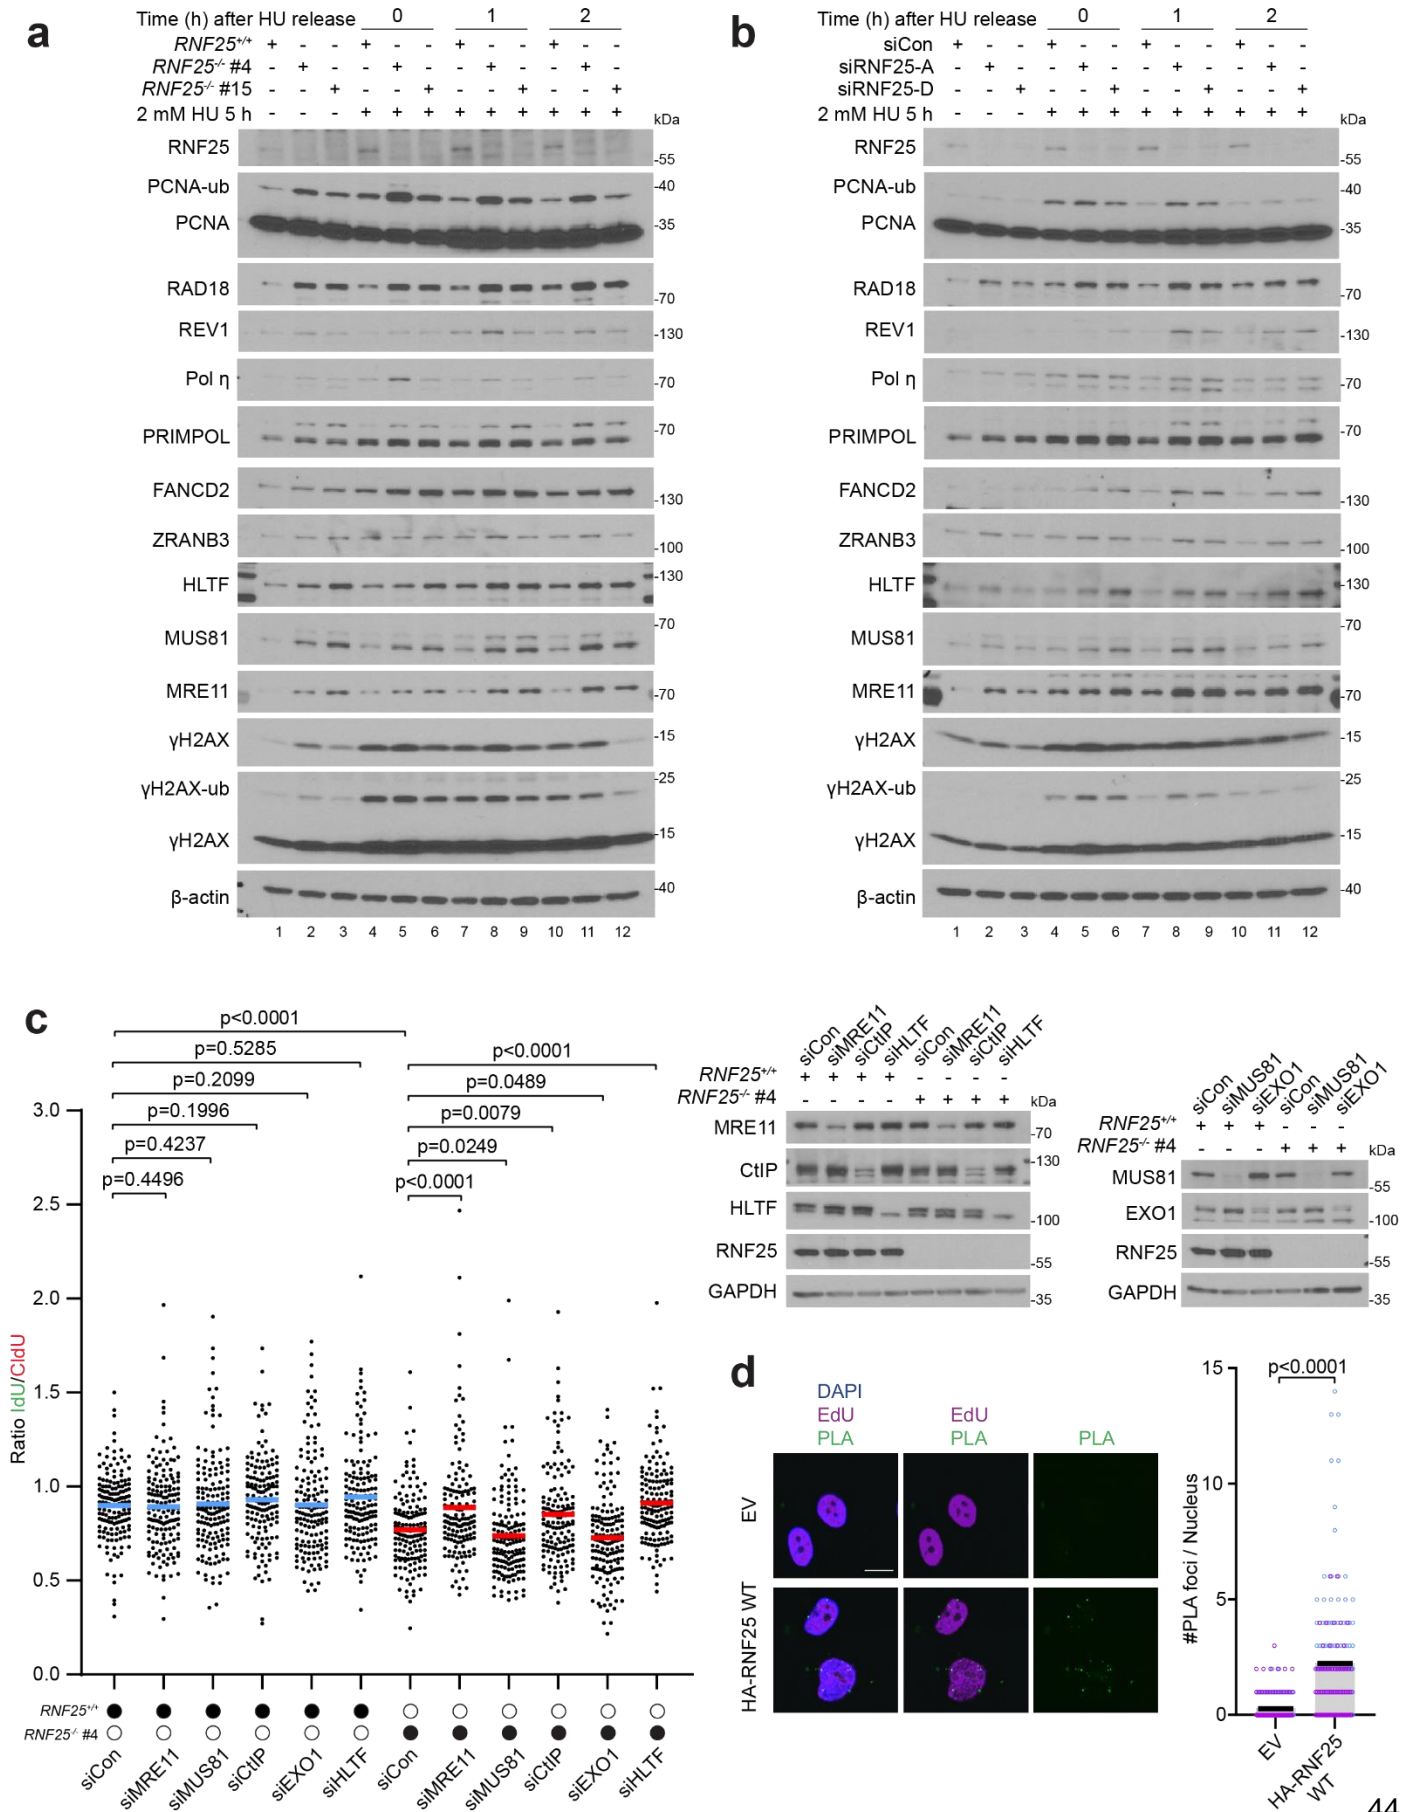 a
Time (h) after HU release 0 1 2
RNF25+/+ + - - + - - + - - + - -
RNF25-/- #4 - + - - + - - + - - + -
RNF25-/- #15 - - + - - + - - + - - +
2 mM HU 5 h - - - + + + + + + + + +
kDa
RNF25
-55
PCNA-ub
-40
PCNA
-35
RAD18
-70
REV1
-130
Pol η
-70
PRIMPOL
-70
FANCD2
-130
ZRANB3
-100
HLTF
-130
MUS81
-70
MRE11
-70
γH2AX
-15
γH2AX-ub
-25
γH2AX
-15
β-actin
-40
1 2 3 4 5 6 7 8 9 10 11 12
b
Time (h) after HU release 0 1 2
siCon + - - + - - + - - + - -
siRNF25-A - + - - + - - + - - + -
siRNF25-D - - + - - + - - + - - +
2 mM HU 5 h - - - + + + + + + + + +
kDa
RNF25
-55
PCNA-ub
-40
PCNA
-35
RAD18
-70
REV1
-130
Pol η
-70
PRIMPOL
-70
FANCD2
-130
ZRANB3
-100
HLTF
-130
MUS81
-70
MRE11
-70
γH2AX
-15
γH2AX-ub
-25
γH2AX
-15
β-actin
-40
1 2 3 4 5 6 7 8 9 10 11 12
c
p<0.0001
p=0.5285
p=0.2099
p=0.1996
p=0.4237
p=0.4496
p<0.0001
p=0.0489
p=0.0079
p=0.0249
p<0.0001
Ratio IdU/CldU
3.0
2.5
2.0
1.5
1.0
0.5
0.0
RNF25+/+
RNF25-/- #4
siCon siMRE11 siMUS81 siCtIP siEXO1 siHLTF siCon siMRE11 siMUS81 siCtIP siEXO1 siHLTF
siCon siMRE11 siCtIP siHLTF siCon siMRE11 siCtIP siHLTF
RNF25+/+ + + + + - - - -
RNF25-/- #4 - - - - + + + +
kDa
MRE11
-70
CtIP
-130
HLTF
-100
RNF25
-55
GAPDH
-35
siCon siMUS81 siEXO1 siCon siMUS81 siEXO1
RNF25+/+ + + + - - -
RNF25-/- #4 - - - + + +
kDa
MUS81
-55
EXO1
-100
RNF25
-55
GAPDH
-35
d
DAPI
EdU
PLA
EdU
PLA
PLA
EV
HA-RNF25 WT
p<0.0001
#PLA foci / Nucleus
15
10
5
0
EV
HA-RNF25
WT
44